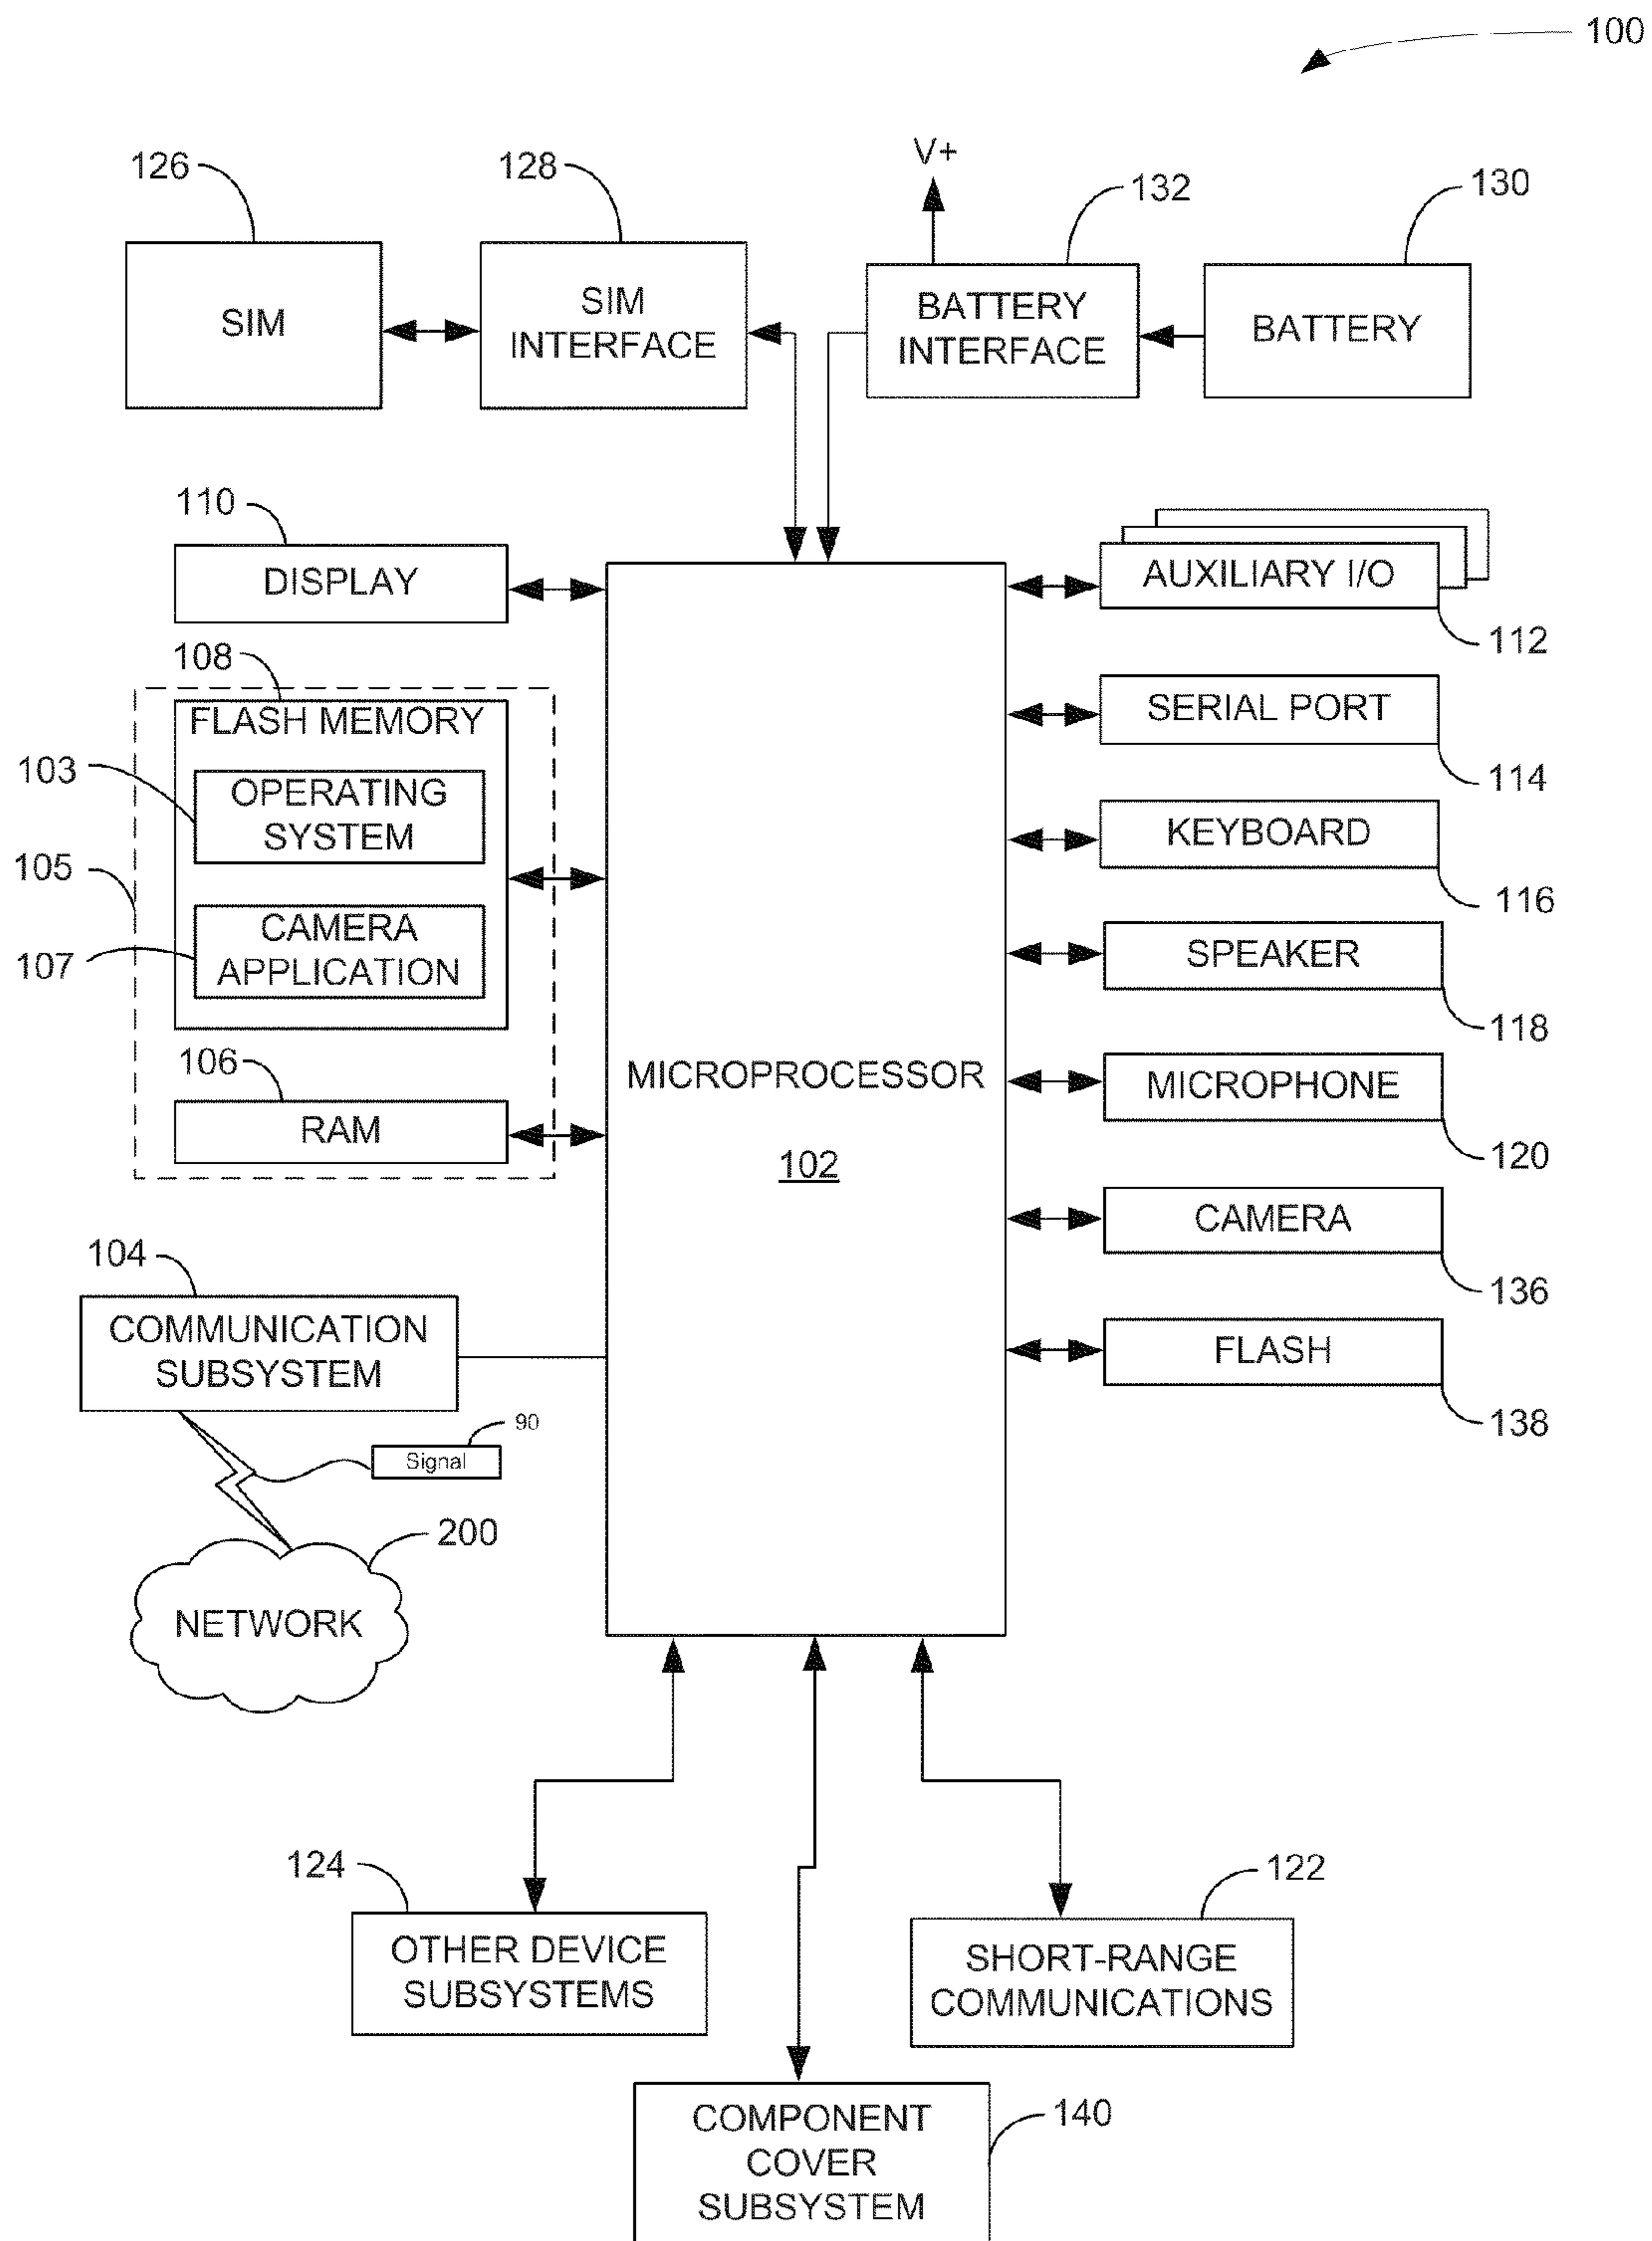 100
126
128
V+
132
130
SIM
SIM
INTERFACE
BATTERY
INTERFACE
BATTERY
110
DISPLAY
AUXILIARY I/O
112
108
FLASH MEMORY
SERIAL PORT
114
103
OPERATING
SYSTEM
KEYBOARD
116
105
107
CAMERA
APPLICATION
SPEAKER
118
106
RAM
MICROPROCESSOR
102
MICROPHONE
120
CAMERA
136
104
COMMUNICATION
SUBSYSTEM
FLASH
138
90
Signal
200
NETWORK
124
OTHER DEVICE
SUBSYSTEMS
122
SHORT-RANGE
COMMUNICATIONS
140
COMPONENT
COVER
SUBSYSTEM